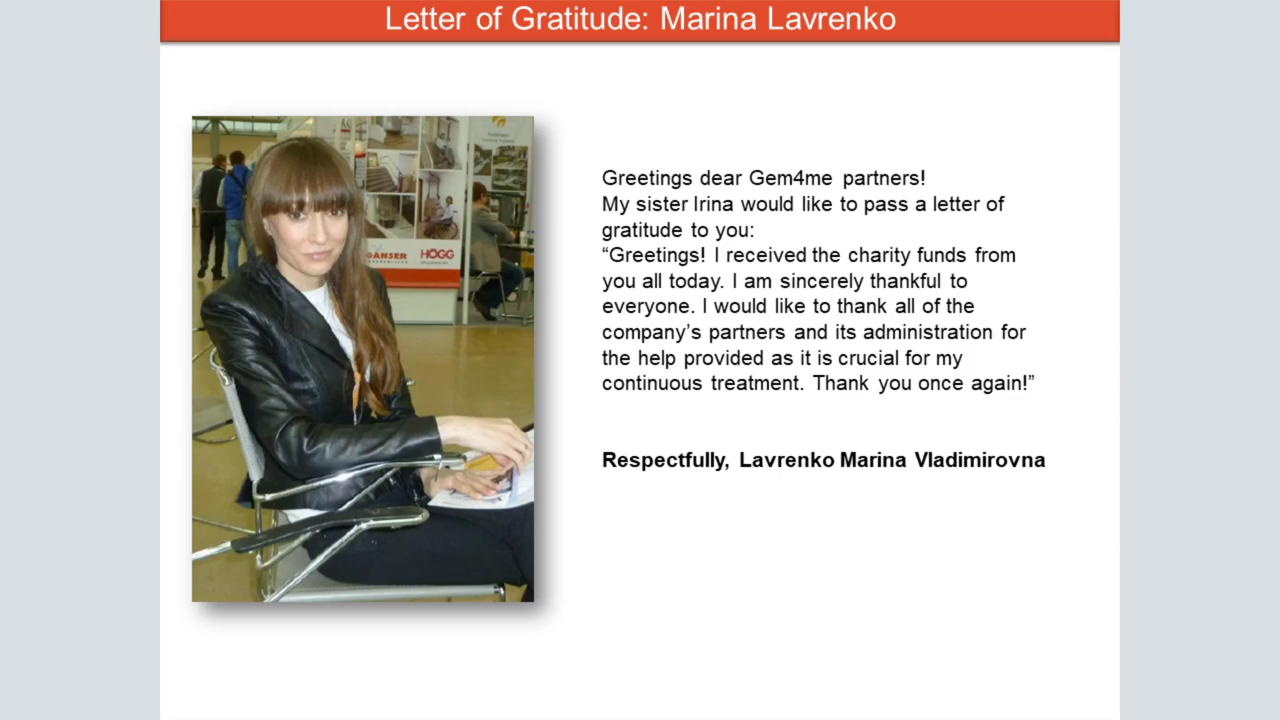 Letter of Gratitude: Marina Lavrenko
GANSER
HÖGG
Greetings dear Gem4me partners!
My sister Irina would like to pass a letter of
gratitude to you:
“Greetings! I received the charity funds from
you all today. I am sincerely thankful to
everyone. I would like to thank all of the
company’s partners and its administration for
the help provided as it is crucial for my
continuous treatment. Thank you once again!”
Respectfully, Lavrenko Marina Vladimirovna